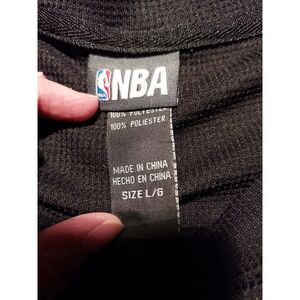 NBA
100% POLYESTER
100% POLIESTER
MADE IN CHINA
HECHO EN CHINA
SIZE L/G